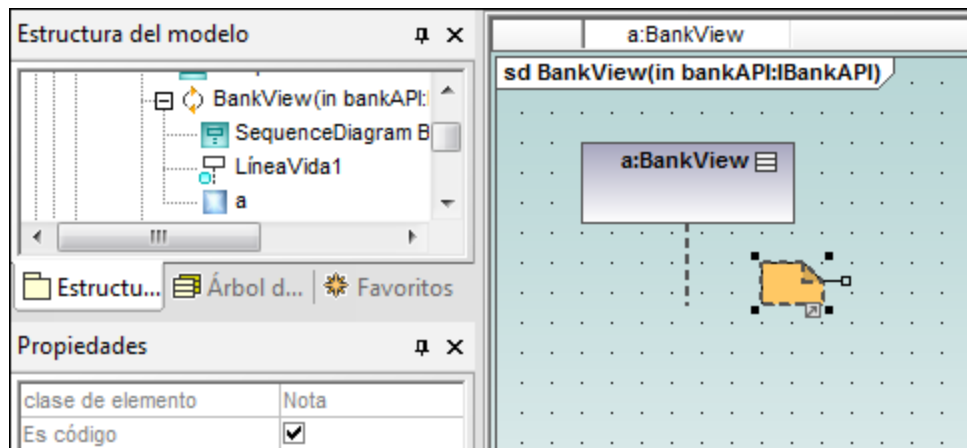 Estructura del modelo
BankView(in bankAPI:
SequenceDiagram B
LíneaVida1
a
Estructu...
Árbol d...
Favoritos
Propiedades
clase de elemento Nota
Es código
a:BankView
sd BankView(in bankAPI:IBankAPI)
a:BankView